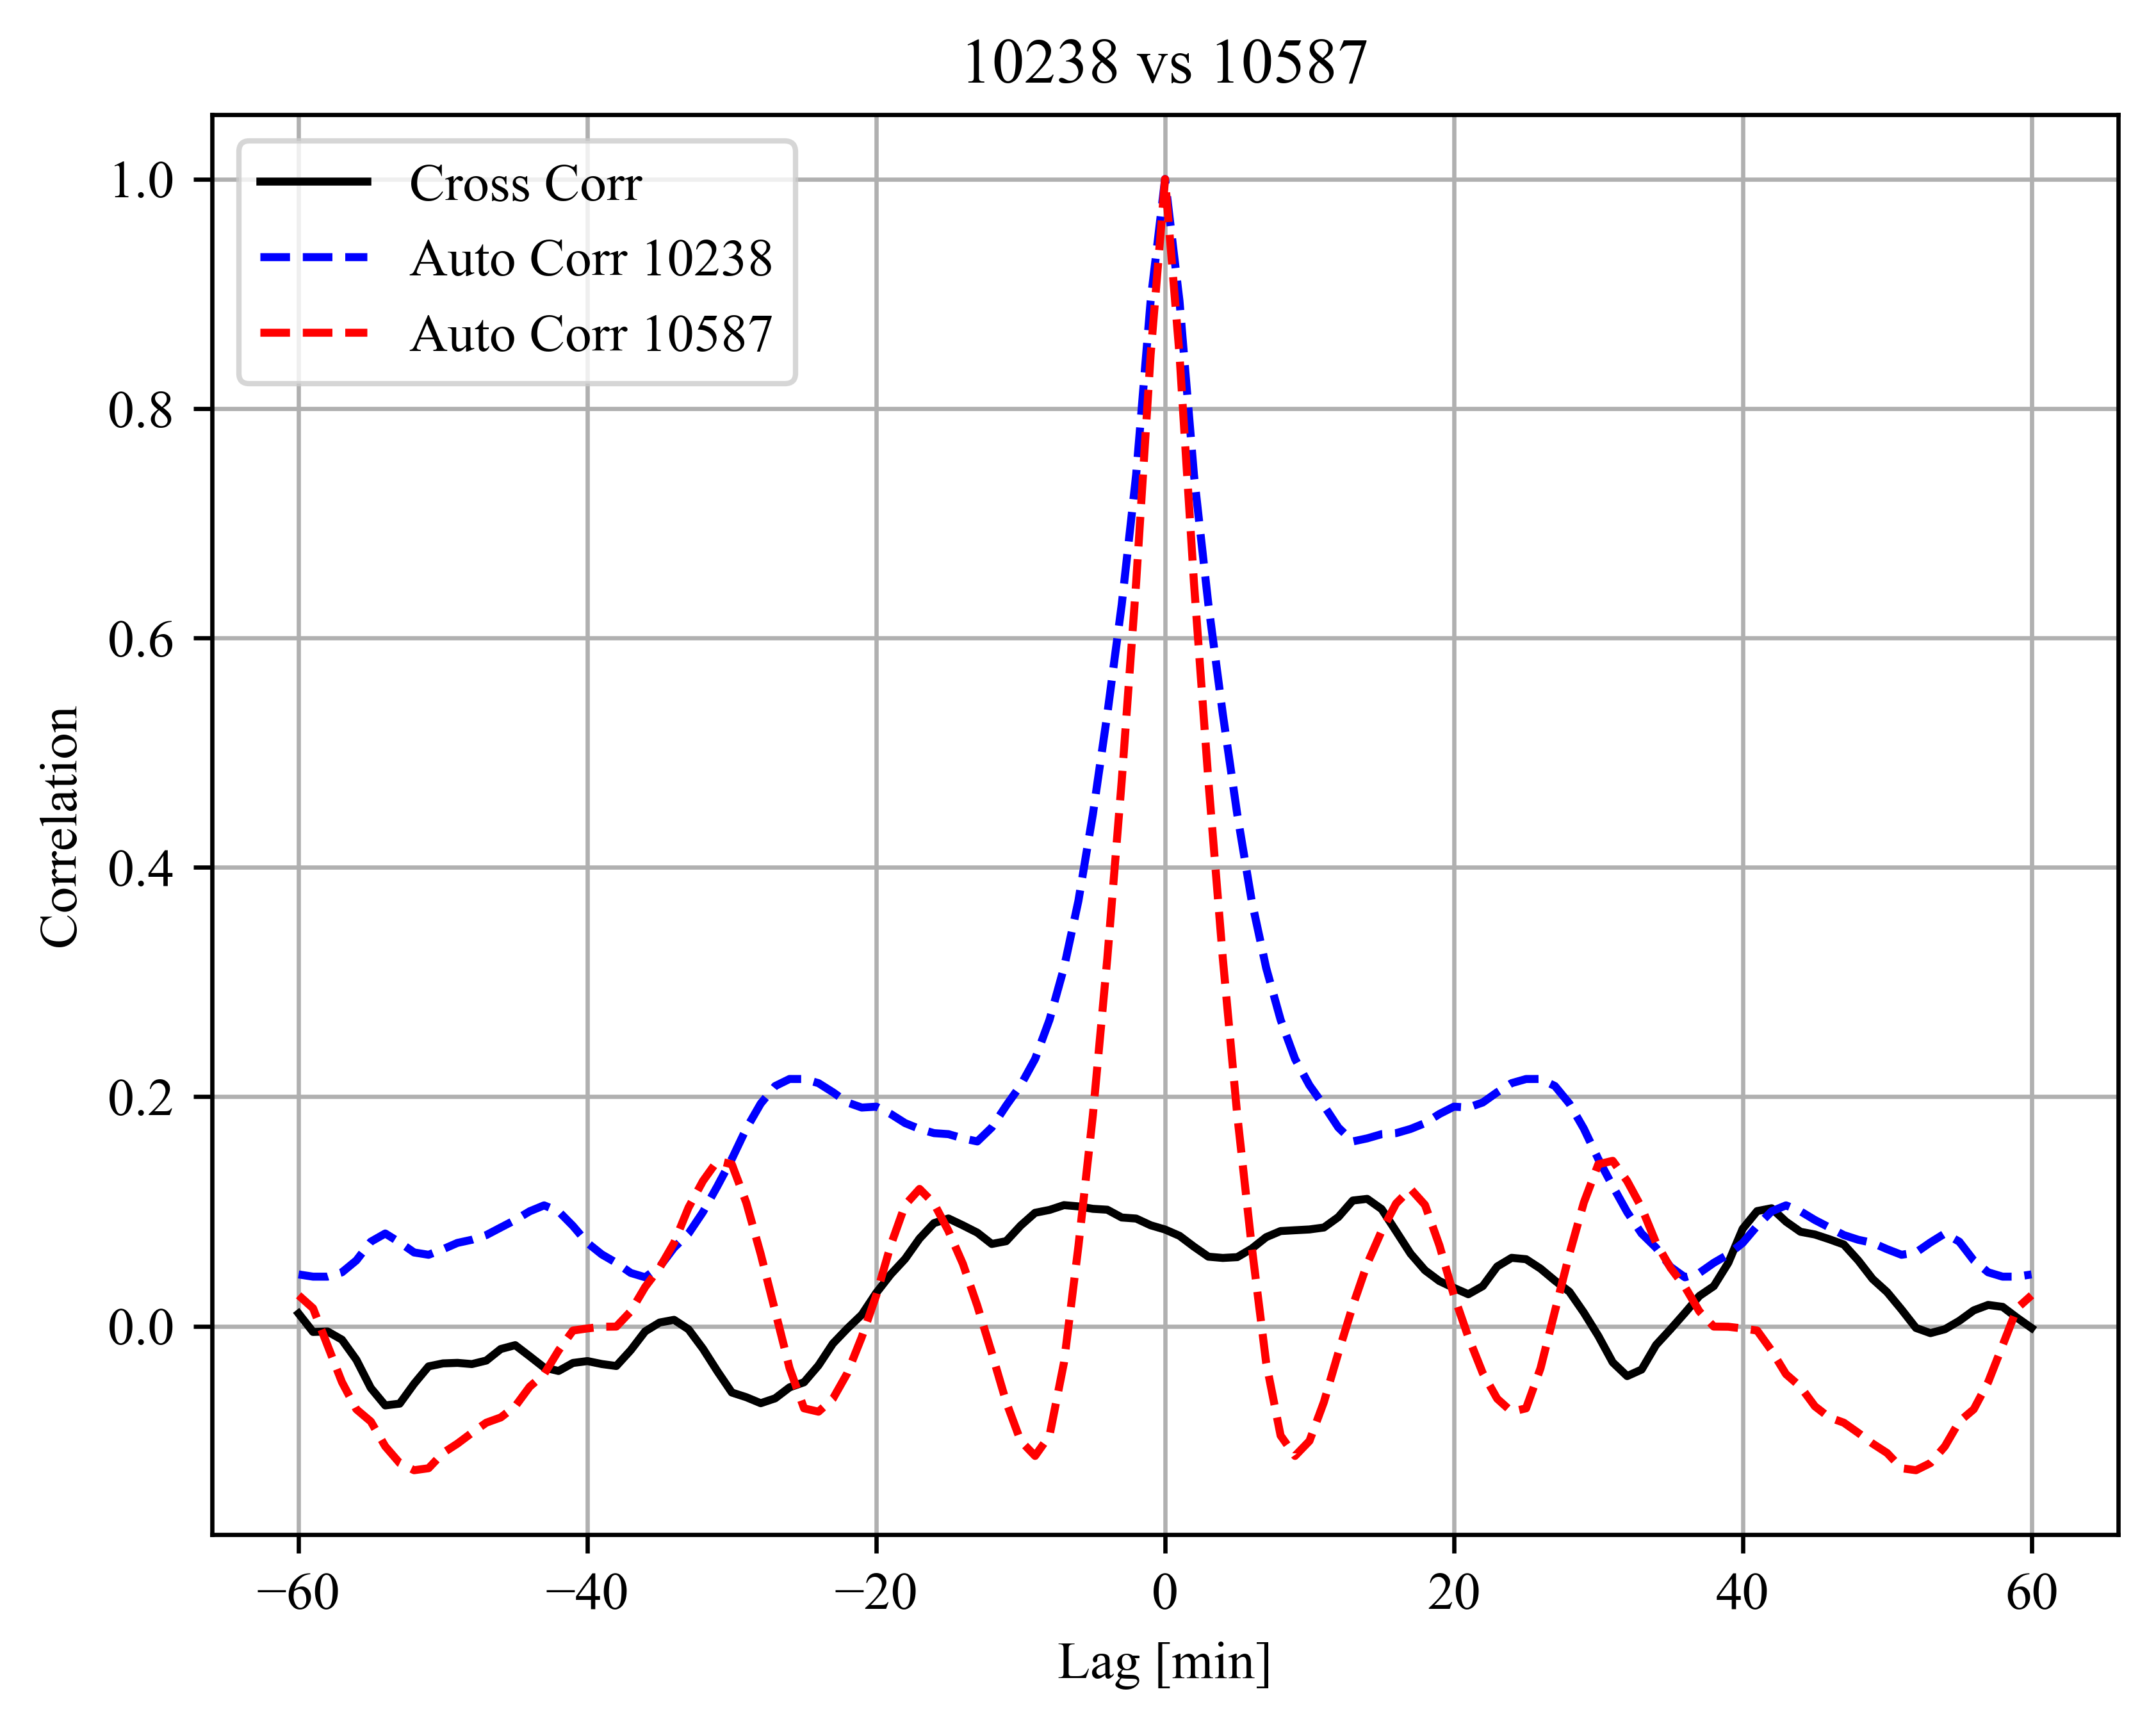 10238 vs 10587
Cross Corr
Auto Corr 10238
Auto Corr 10587
1.0
0.8
0.6
0.4
0.2
0.0
Correlation
−60 −40 −20 0 20 40 60
Lag [min]